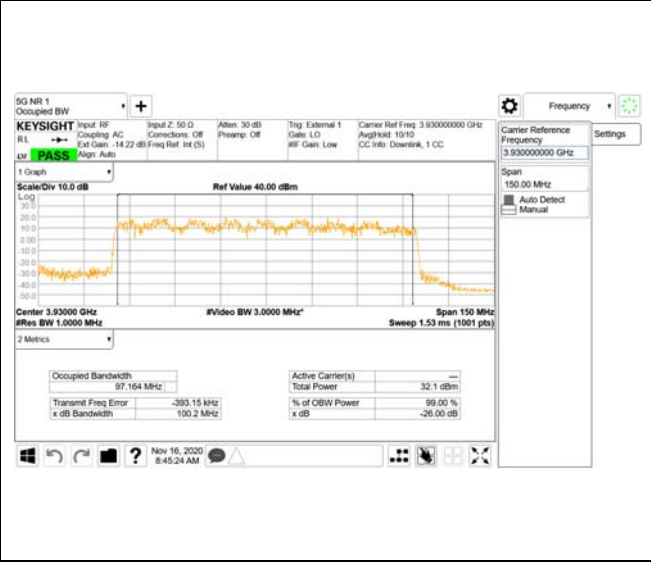 5G NR 1
Occupied BW
Frequency
KEYSIGHT
Input: RF
Input Z: 50 Ω
Atten: 30 dB
Trig: External 1
Carrier Ref Freq: 3.930000000 GHz
RL
Coupling: AC
Corrections: Off
Preamp: Off
Gate: LO
Avg|Hold: 10/10
Ext Gain: -14.22 dB
Freq Ref: Int (S)
#IF Gain: Low
CC Info: Downlink, 1 CC
PASS
Align: Auto
Carrier Reference
Frequency
3.930000000 GHz
Settings
Span
150.00 MHz
Auto Detect
Manual
1 Graph
Scale/Div 10.0 dB
Ref Value 40.00 dBm
Log
30.0
20.0
10.0
0.00
-10.0
-20.0
-30.0
-40.0
-50.0
Center 3.93000 GHz
#Video BW 3.0000 MHz*
Span 150 MHz
#Res BW 1.0000 MHz
Sweep 1.53 ms (1001 pts)
2 Metrics
Occupied Bandwidth
97.164 MHz
Active Carrier(s)
---
Total Power
32.1 dBm
Transmit Freq Error
-393.15 kHz
% of OBW Power
99.00 %
x dB Bandwidth
100.2 MHz
x dB
-26.00 dB
?
Nov 16, 2020
8:45:24 AM